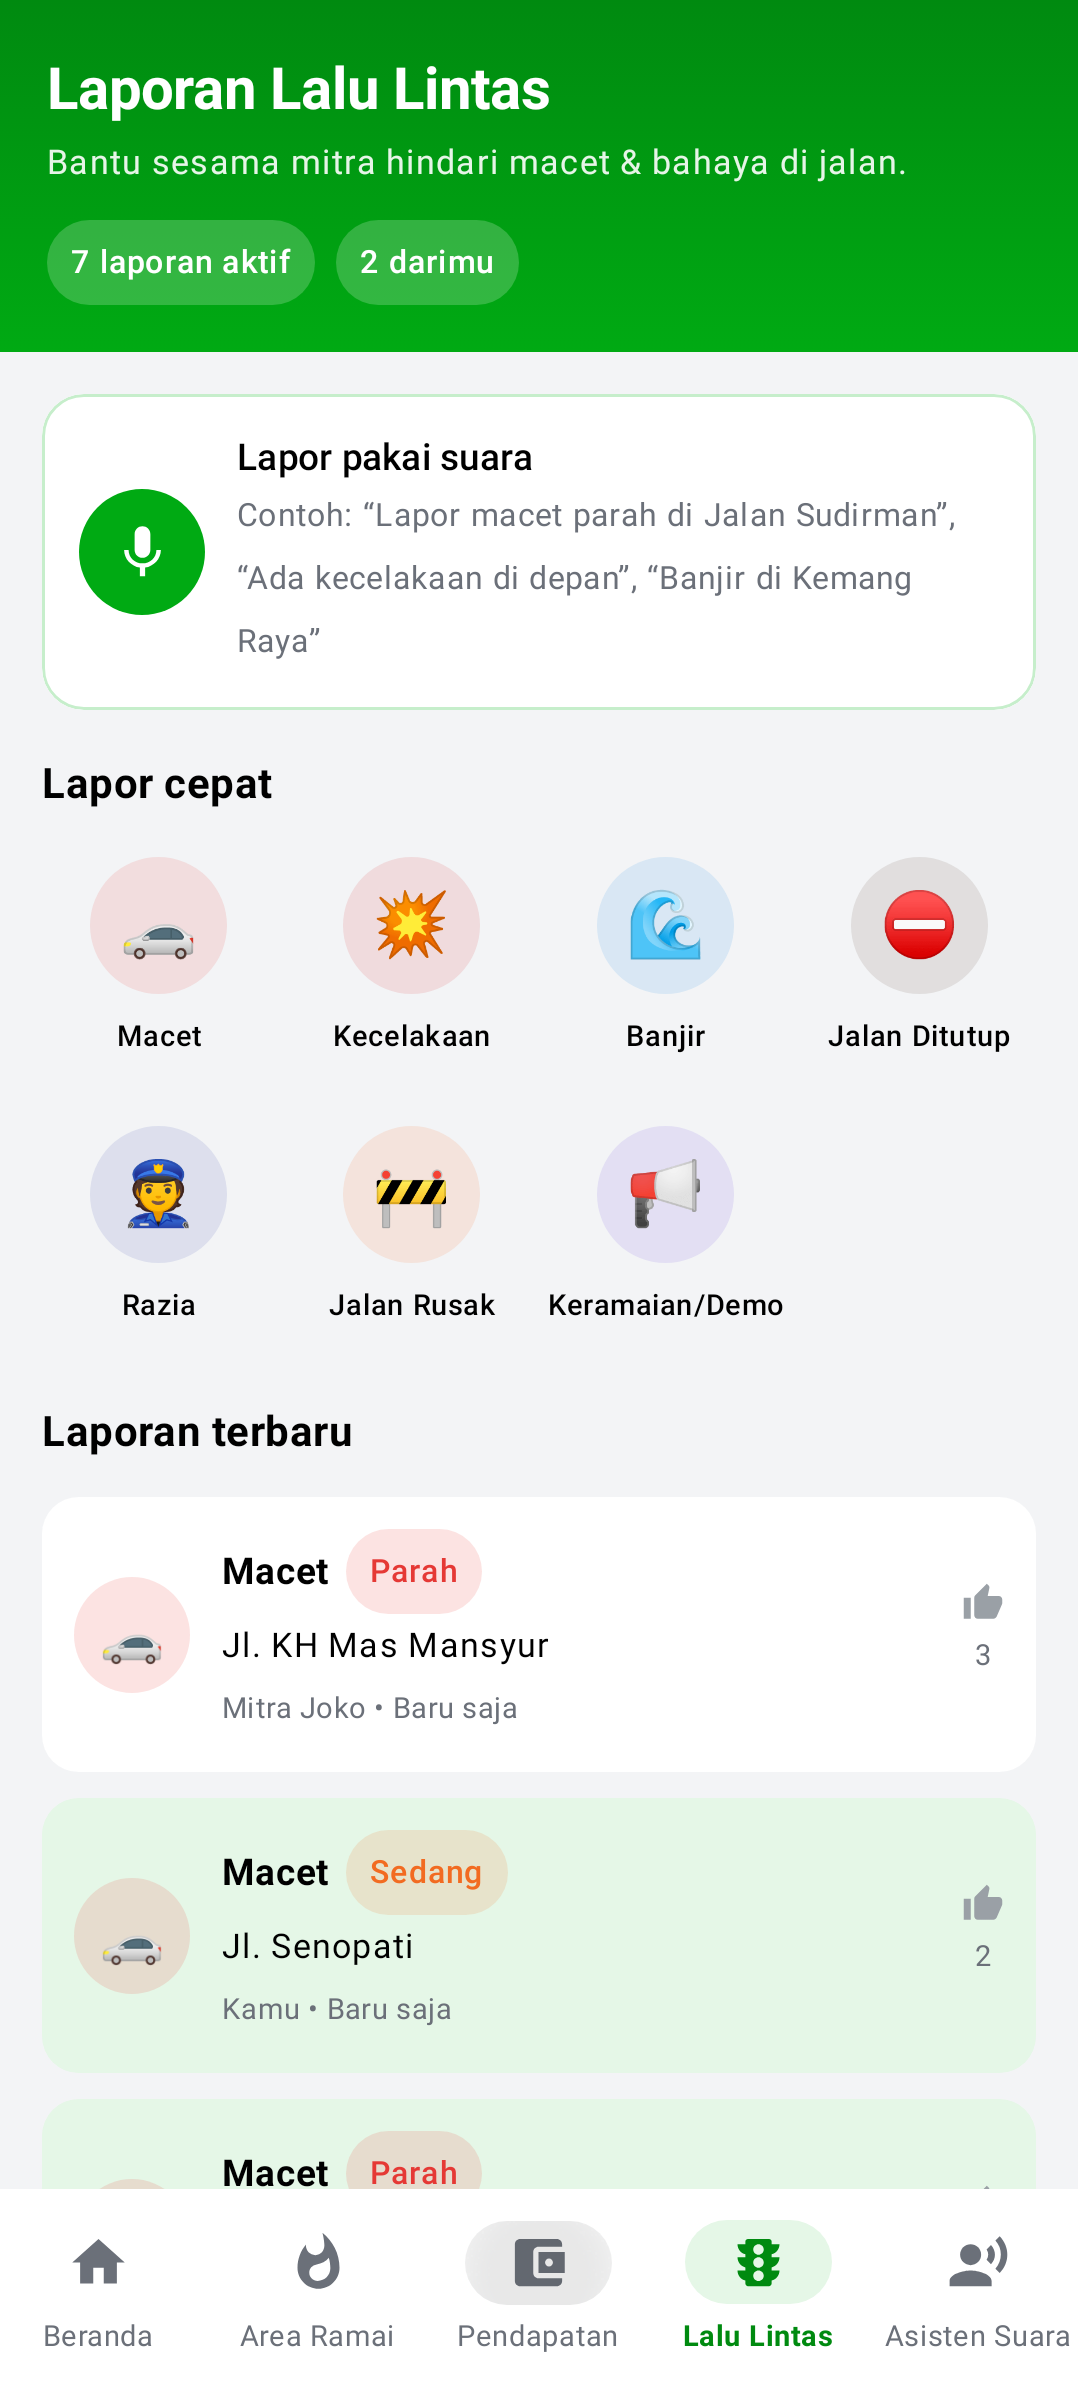 Laporan Lalu Lintas
Bantu sesama mitra hindari macet & bahaya di jalan.
7 laporan aktif
2 darimu
Lapor pakai suara
Contoh: “Lapor macet parah di Jalan Sudirman”,
“Ada kecelakaan di depan”, “Banjir di Kemang
Raya”
Lapor cepat
Macet
Kecelakaan
Banjir
Jalan Ditutup
Razia
Jalan Rusak
Keramaian/Demo
Laporan terbaru
Macet
Parah
Jl. KH Mas Mansyur
Mitra Joko • Baru saja
3
Macet
Sedang
Jl. Senopati
Kamu • Baru saja
2
Macet
Parah
Beranda
Area Ramai
Pendapatan
Lalu Lintas
Asisten Suara